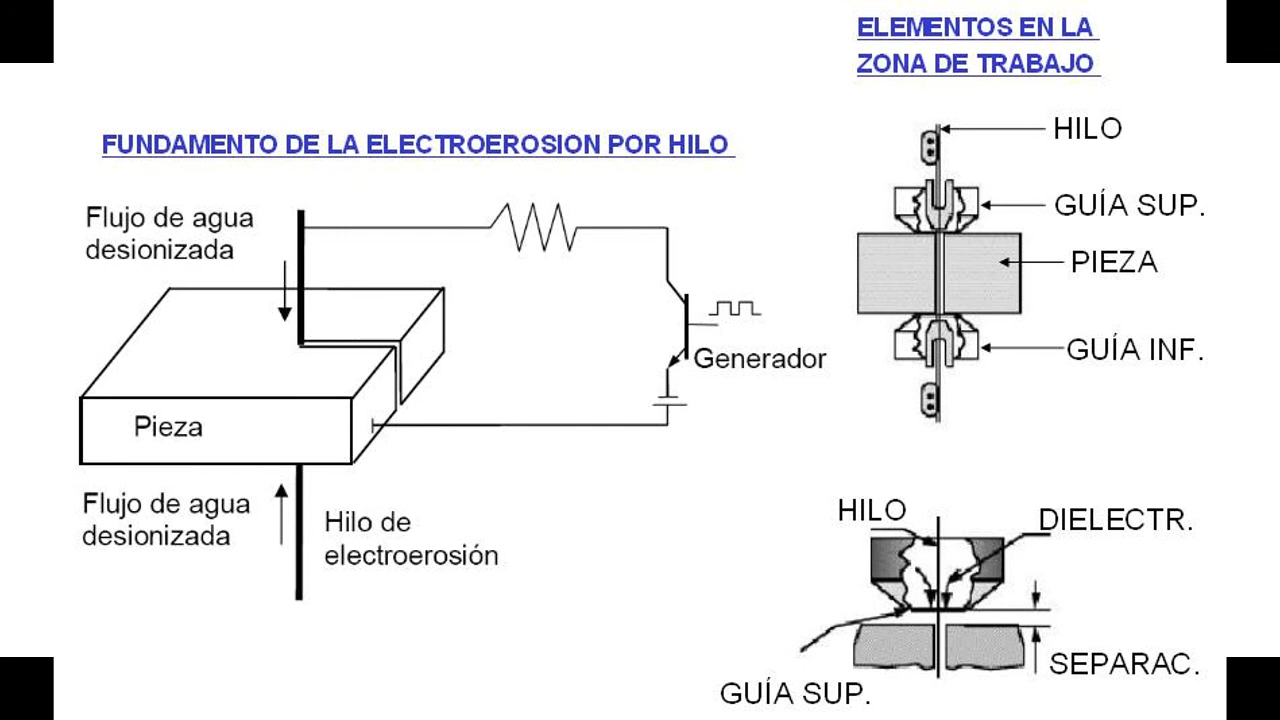 ELEMENTOS EN LA
ZONA DE TRABAJO
FUNDAMENTO DE LA ELECTROEROSION POR HILO
Flujo de agua
desionizada
Generador
Pieza
Flujo de agua
desionizada
Hilo de
electroerosión
HILO
GUÍA SUP.
PIEZA
GUÍA INF.
HILO
DIELECTR.
SEPARAC.
GUÍA SUP.